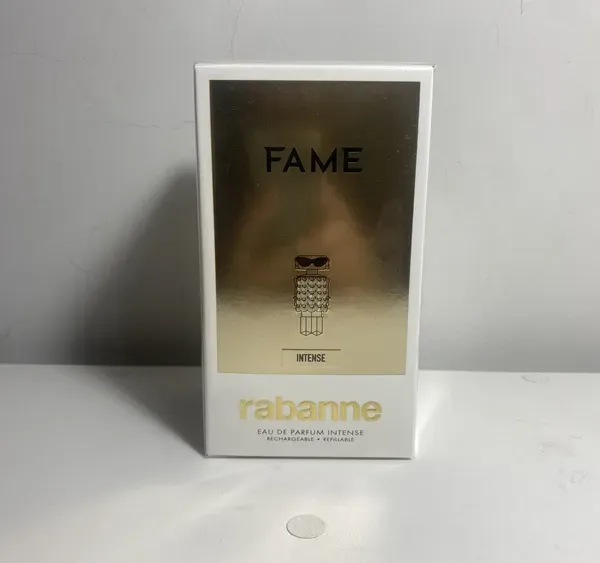 FAME
INTENSE
rabanne
EAU DE PARFUM INTENSE
RECHARGEABLE • REFILLABLE